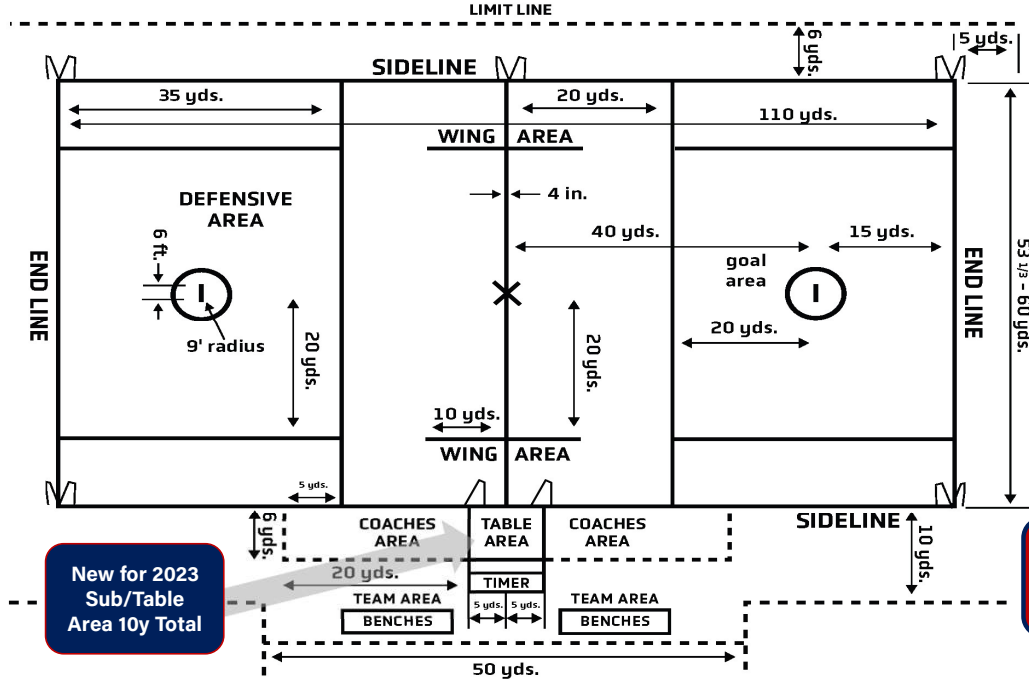 LIMIT LINE
6 yds.
5 yds.
SIDELINE
35 yds.
20 yds.
110 yds.
WING AREA
DEFENSIVE
AREA
4 in.
6 ft.
40 yds.
15 yds.
goal
area
END LINE
END LINE
53 1/3 - 60 yds.
I
I
9' radius
20 yds.
20 yds.
20 yds.
10 yds.
WING AREA
5 yds.
6 yds.
COACHES
AREA
TABLE
AREA
COACHES
AREA
SIDELINE
10 yds.
New for 2023
Sub/Table
Area 10y Total
20 yds.
TIMER
TEAM AREA
5 yds.
5 yds.
TEAM AREA
BENCHES
BENCHES
50 yds.